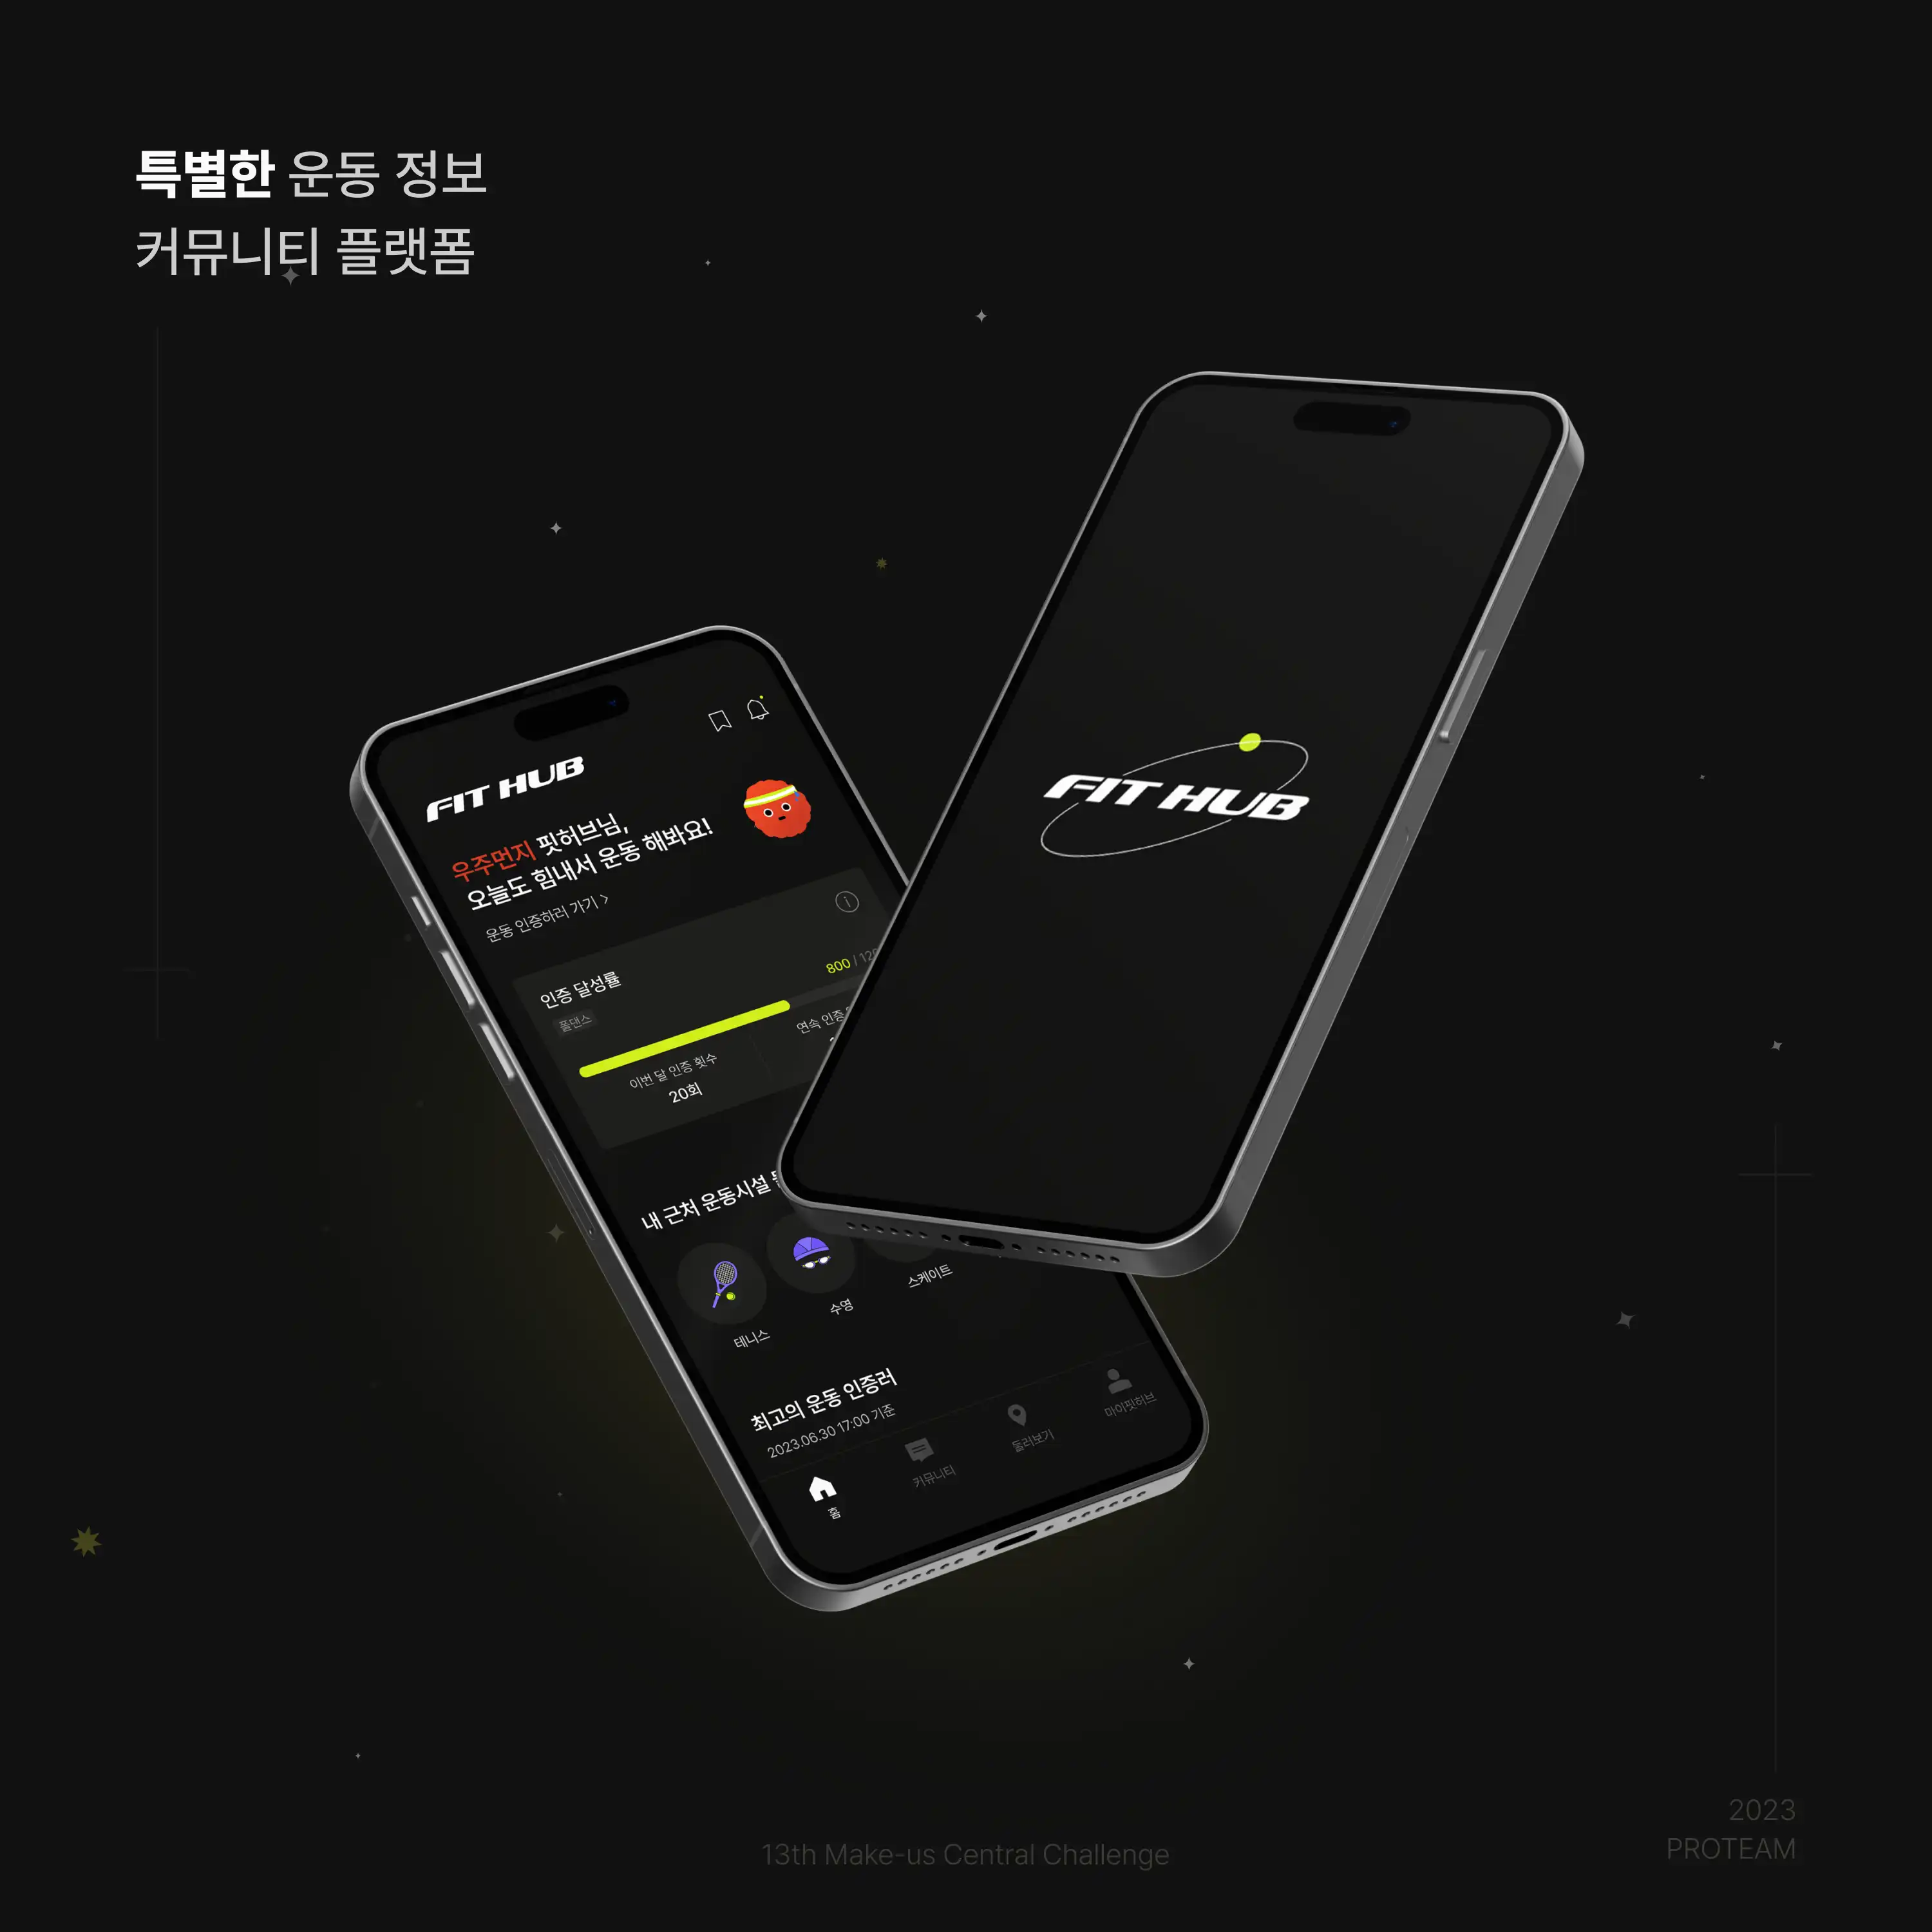 특별한 운동 정보
커뮤니티 플랫폼
FIT HUB
우주먼지 핏허브님,
오늘도 힘내서 운동 해봐요!
운동 인증하러 가기 >
인증 달성률
800 / 120
폴댄스
이번 달 인증 횟수
20회
연속 인증
내 근처 운동시설
테니스
수영
스케이트
최고의 운동 인증러
2023.06.30 17:00 기준
홈
커뮤니티
둘러보기
마이핏허브
FIT HUB
13th Make-us Central Challenge
2023
PROTEAM